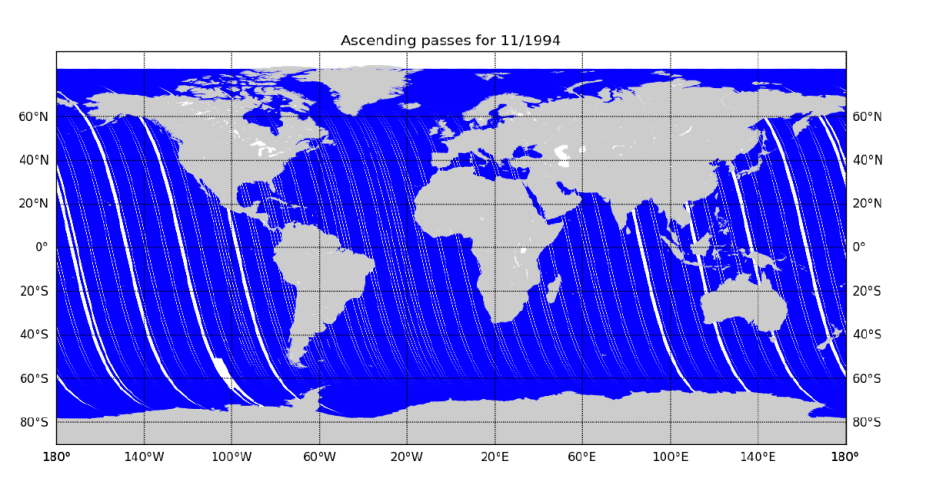 Ascending passes for 11/1994
60°N 60°N
40°N 40°N
20°N 20°N
0° 0°
20°S 20°S
40°S 40°S
60°S 60°S
80°S 80°S
180° 140°W 100°W 60°W 20°W 20°E 60°E 100°E 140°E 180°